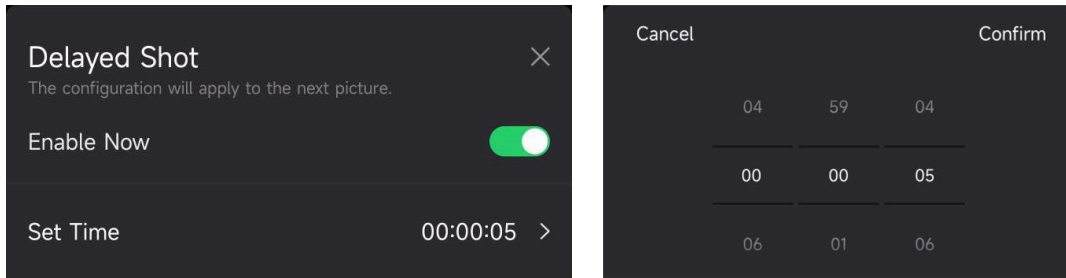 Delayed Shot
The configuration will apply to the next picture.
Enable Now
Set Time 00:00:05 >
Cancel Confirm
04 59 04
00 00 05
06 01 06